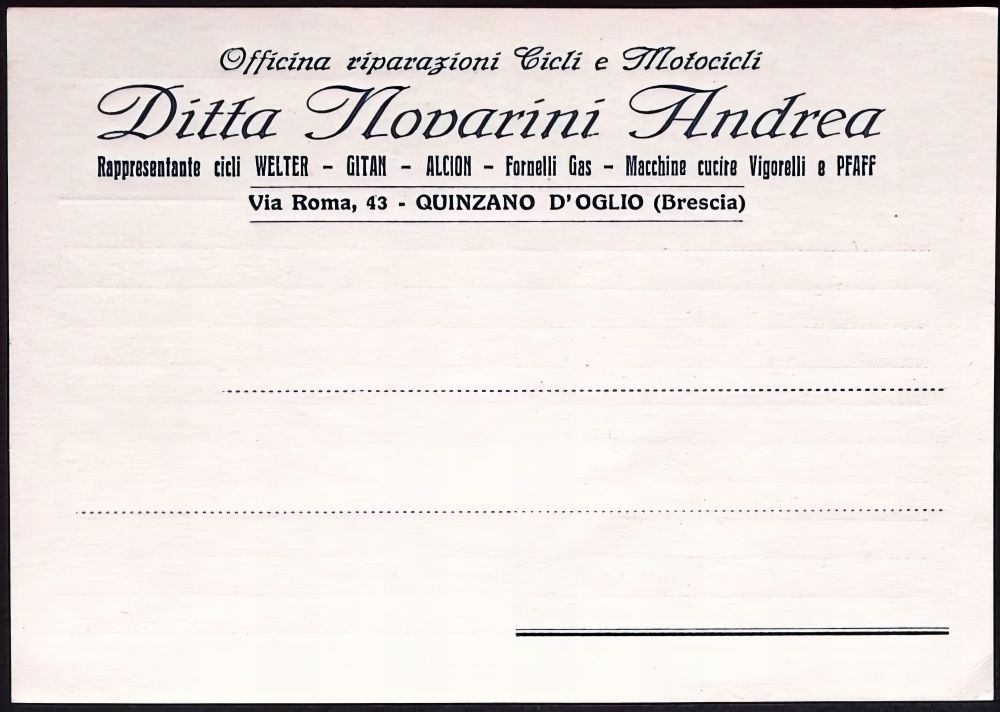 Officina riparazioni Cicli e Motocicli
Ditta Novarini Andrea
Rappresentante cicli WELTER - GITAN - ALCION - Fornelli Gas - Macchine cucire Vigorelli e PFAFF
Via Roma, 43 - QUINZANO D'OGLIO (Brescia)